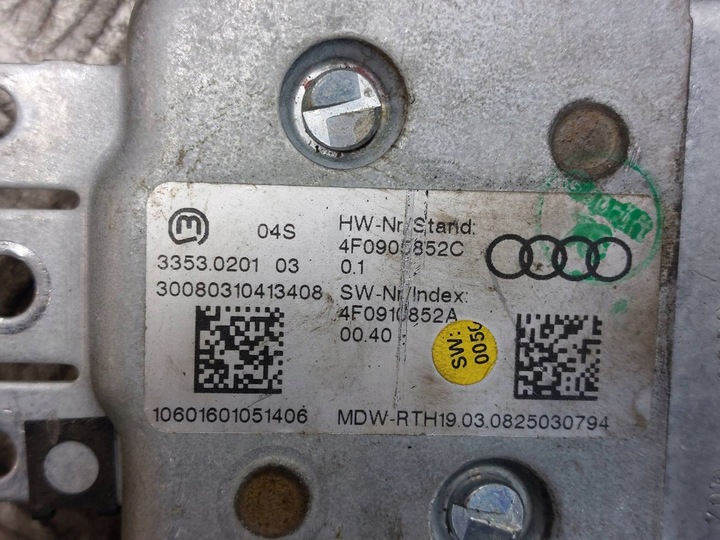 04S
3353.0201 03
30080310413408
HW-Nr/Stand:
4F0905852C
0.1
SW-Nr/Index:
4F0910852A
00.40
SW:
005
10601601051406
MDW-RTH19.03.0825030794